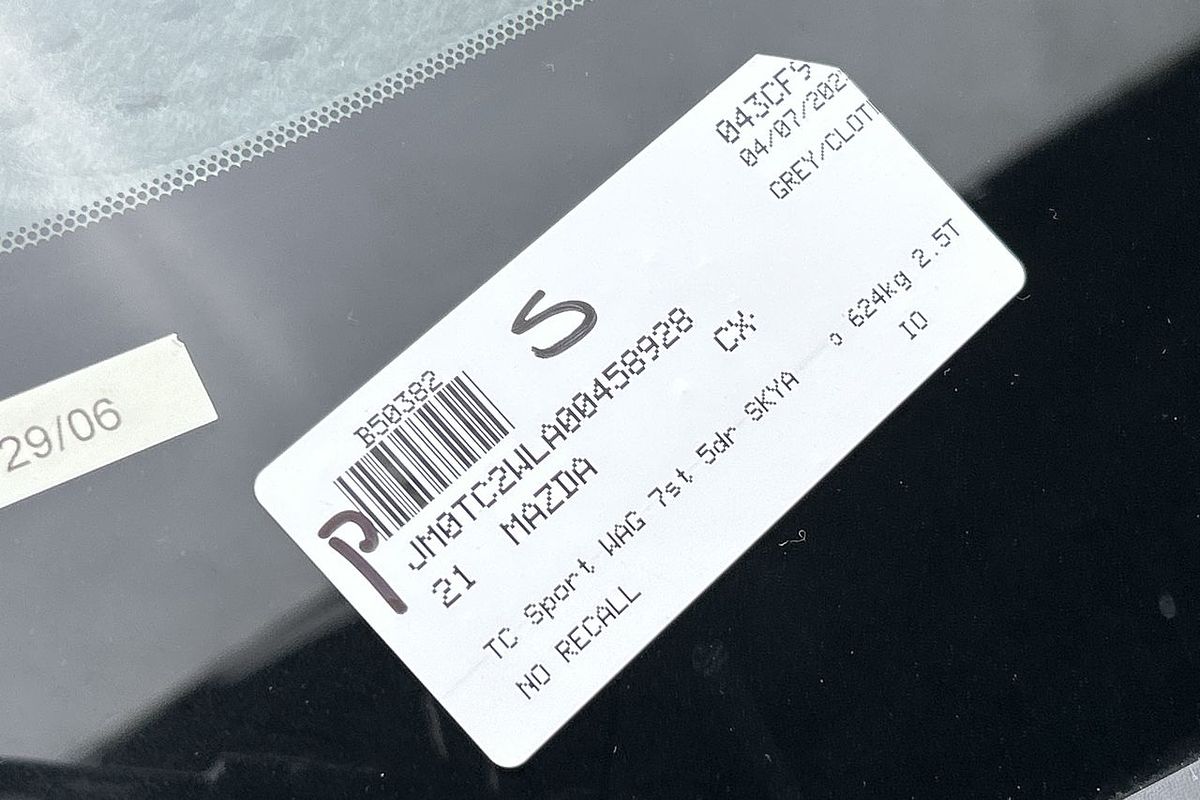 043CF9
04/07/202
GREY/CLOT
S
B50382
P
JM0TC2WLA00458928
21 MAZDA CX-
TC Sport WAG 7st 5dr SKYA o 624kg 2.5T
NO RECALL IO
29/06